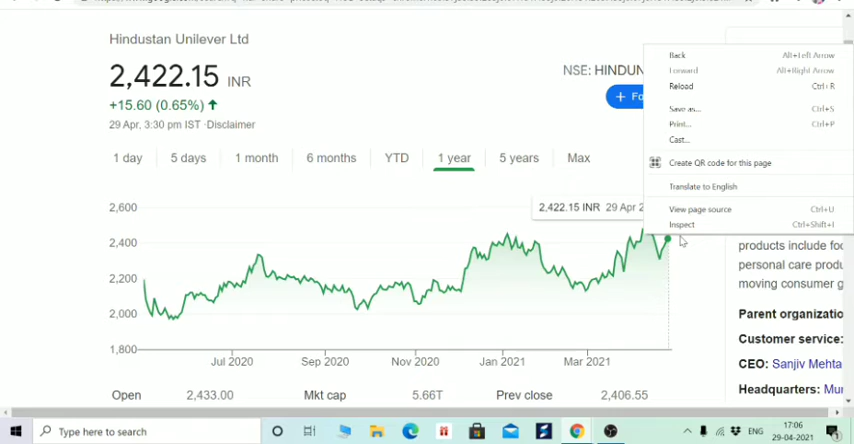 Hindustan Unilever Ltd
2,422.15 INR
NSE: HINDUN
+15.60 (0.65%)
29 Apr, 3:30 pm IST ·Disclaimer
+ Fo
1 day
5 days
1 month
6 months
YTD
1 year
5 years
Max
Back Alt+Left Arrow
Forward Alt+Right Arrow
Reload Ctrl+R
Save as... Ctrl+S
Print... Ctrl+P
Cast...
Create QR code for this page
Translate to English
View page source Ctrl+U
Inspect Ctrl+Shift+I
2,422.15 INR 29 Apr 2
2,600
2,400
2,200
2,000
1,800
Jul 2020
Sep 2020
Nov 2020
Jan 2021
Mar 2021
products include foo
personal care produ
moving consumer g
Parent organizatio
Customer service:
CEO: Sanjiv Mehta
Headquarters: Mum
Open 2,433.00
Mkt cap 5.66T
Prev close 2,406.55
Type here to search
ENG
17:06
29-04-2021